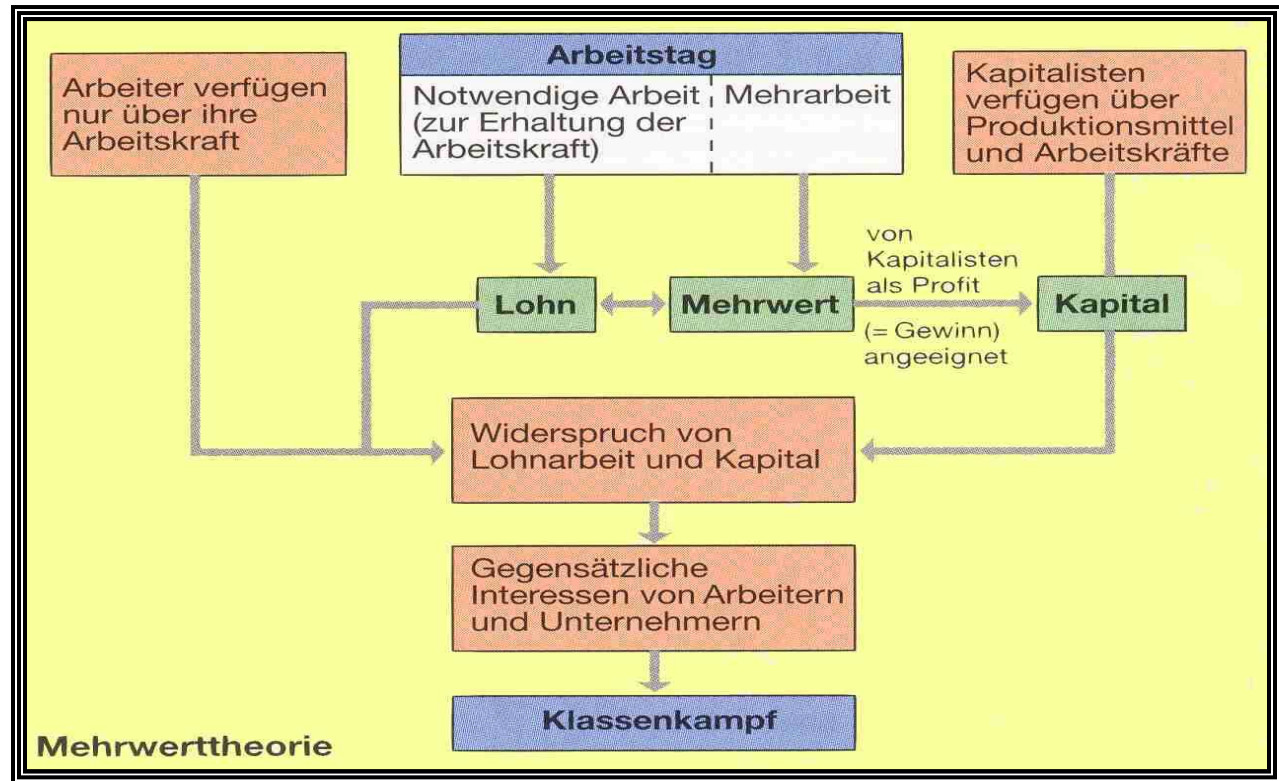 Arbeitstag
Arbeiter verfügen
nur über ihre
Arbeitskraft
Notwendige Arbeit
(zur Erhaltung der
Arbeitskraft)
Mehrarbeit
Kapitalisten
verfügen über
Produktionsmittel
und Arbeitskräfte
Lohn
Mehrwert
von
Kapitalisten
als Profit
(= Gewinn)
angeeignet
Kapital
Widerspruch von
Lohnarbeit und Kapital
Gegensätzliche
Interessen von Arbeitern
und Unternehmern
Klassenkampf
Mehrwerttheorie